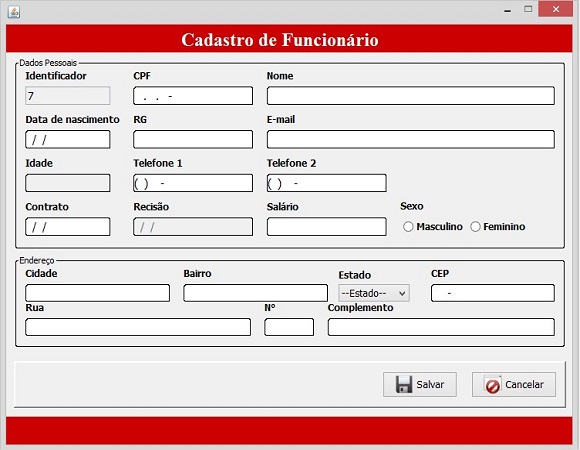 Cadastro de Funcionário
Dados Pessoais
Identificador CPF Nome
7 . . -
Data de nascimento RG E-mail
/ /
Idade Telefone 1 Telefone 2
( ) - ( ) -
Contrato Recisão Salário Sexo
/ / / / Masculino Feminino
Endereço
Cidade Bairro Estado CEP
--Estado-- -
Rua Nº Complemento
Salvar Cancelar